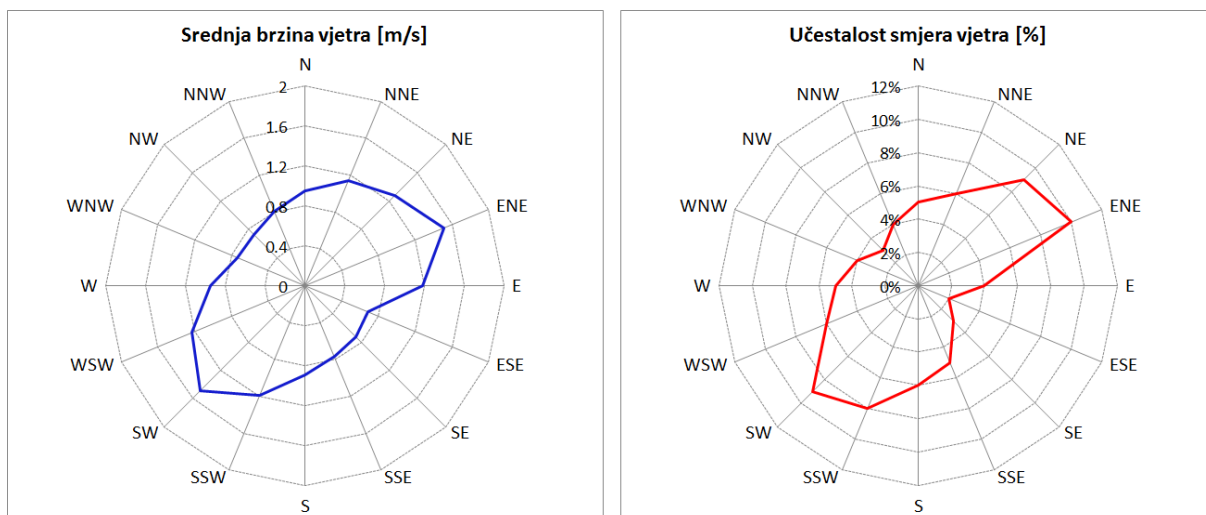 Srednja brzina vjetra [m/s]
N
NNE
NE
ENE
E
ESE
SE
SSE
S
SSW
SW
WSW
W
WNW
NW
NNW
2
1.6
1.2
0.8
0.4
0
Učestalost smjera vjetra [%]
N
NNE
NE
ENE
E
ESE
SE
SSE
S
SSW
SW
WSW
W
WNW
NW
NNW
12%
10%
8%
6%
4%
2%
0%